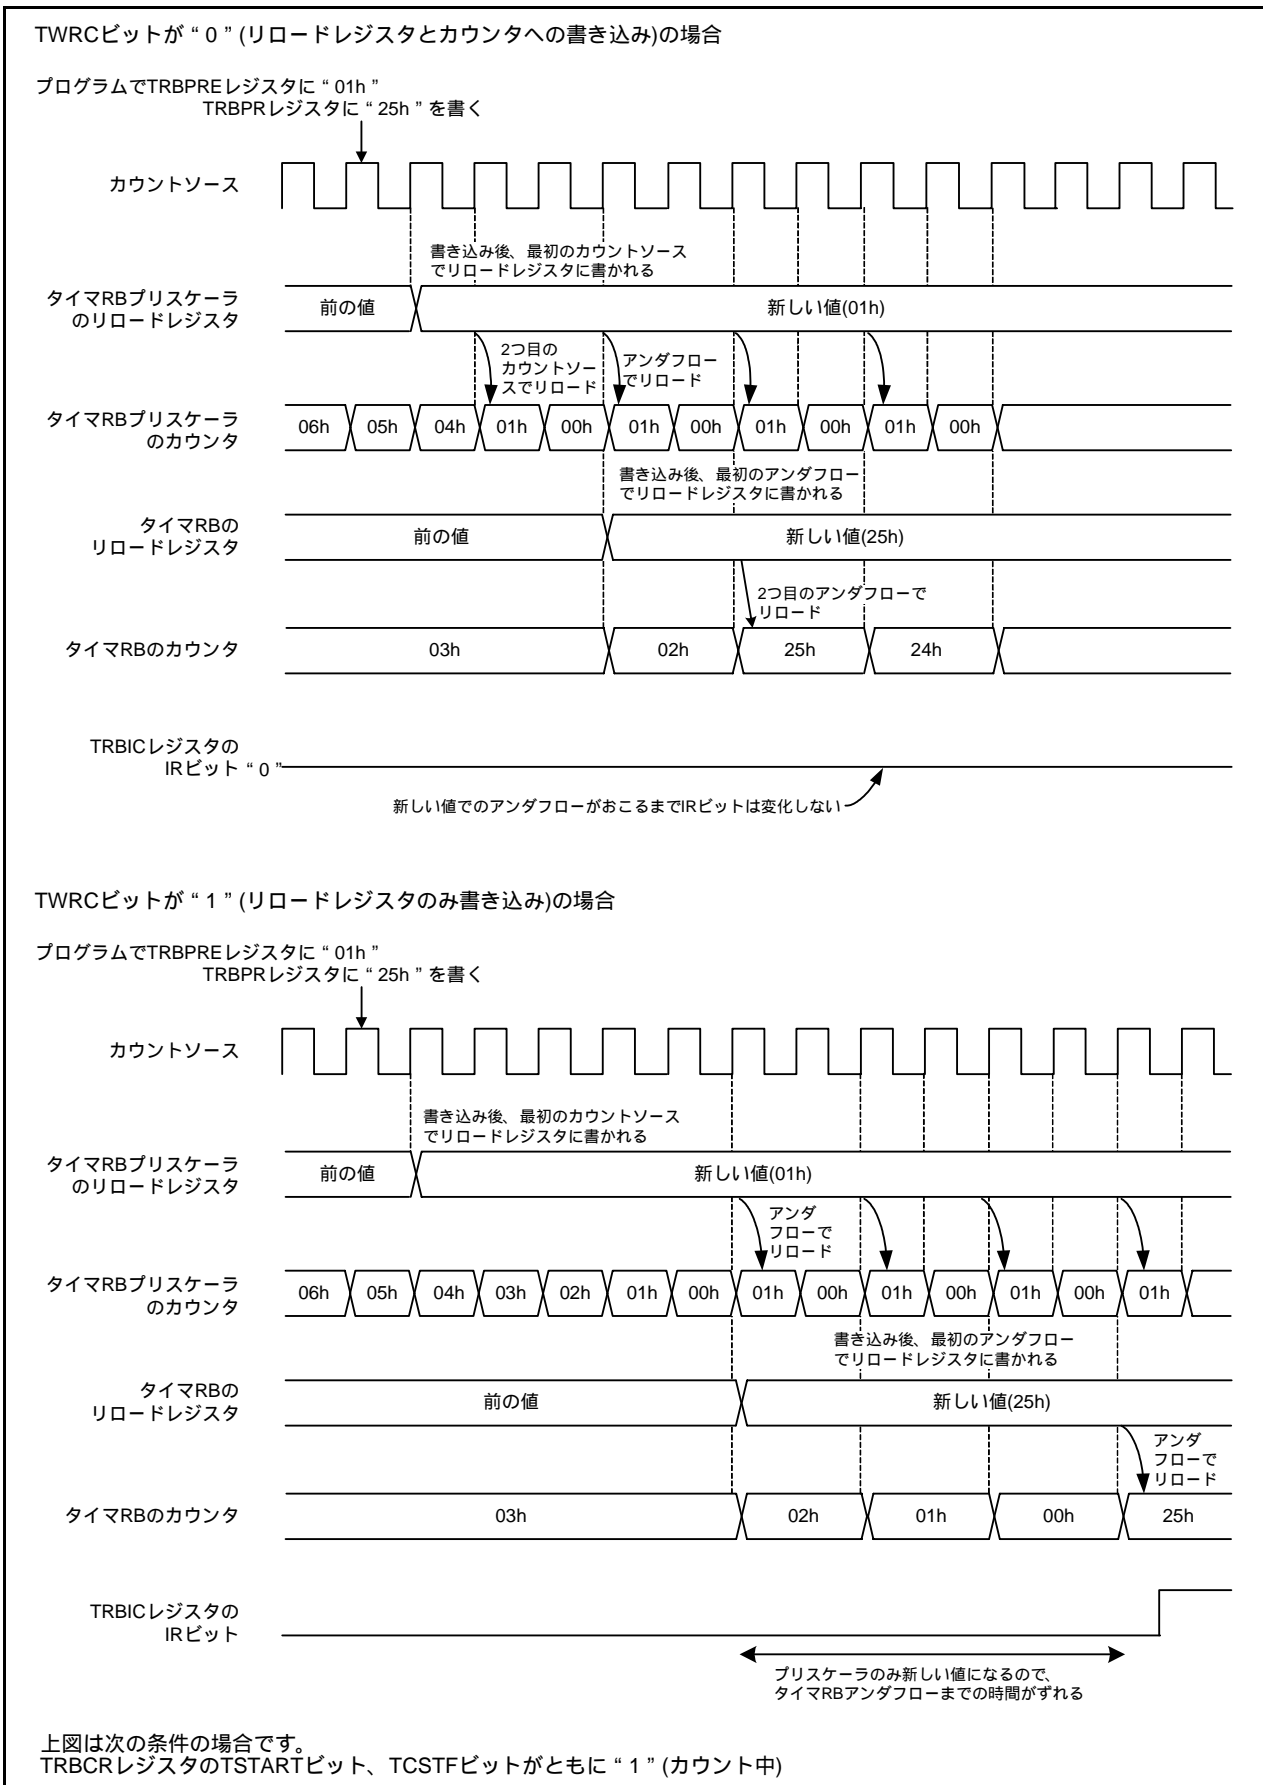 TWRCビットが“0”(リロードレジスタとカウンタへの書き込み)の場合
プログラムでTRBPREレジスタに“01h”
TRBPRレジスタに“25h”を書く
カウントソース
書き込み後、最初のカウントソース
でリロードレジスタに書かれる
タイマRBプリスケーラ
のリロードレジスタ
前の値
新しい値(01h)
2つ目の
カウントソー
スでリロード
アンダフロー
でリロード
タイマRBプリスケーラ
のカウンタ
06h 05h 04h 01h 00h 01h 00h 01h 00h 01h 00h
書き込み後、最初のアンダフロー
でリロードレジスタに書かれる
タイマRBの
リロードレジスタ
前の値
新しい値(25h)
2つ目のアンダフローで
リロード
タイマRBのカウンタ
03h 02h 25h 24h
TRBICレジスタの
IRビット“0”
新しい値でのアンダフローがおこるまでIRビットは変化しない
TWRCビットが“1”(リロードレジスタのみ書き込み)の場合
プログラムでTRBPREレジスタに“01h”
TRBPRレジスタに“25h”を書く
カウントソース
書き込み後、最初のカウントソース
でリロードレジスタに書かれる
タイマRBプリスケーラ
のリロードレジスタ
前の値
新しい値(01h)
アンダ
フローで
リロード
タイマRBプリスケーラ
のカウンタ
06h 05h 04h 03h 02h 01h 00h 01h 00h 01h 00h 01h 00h 01h
書き込み後、最初のアンダフロー
でリロードレジスタに書かれる
タイマRBの
リロードレジスタ
前の値
新しい値(25h)
アンダ
フローで
リロード
タイマRBのカウンタ
03h 02h 01h 00h 25h
TRBICレジスタの
IRビット
プリスケーラのみ新しい値になるので、
タイマRBアンダフローまでの時間がずれる
上図は次の条件の場合です。
TRBCRレジスタのTSTARTビット、TCSTFビットがともに“1”(カウント中)